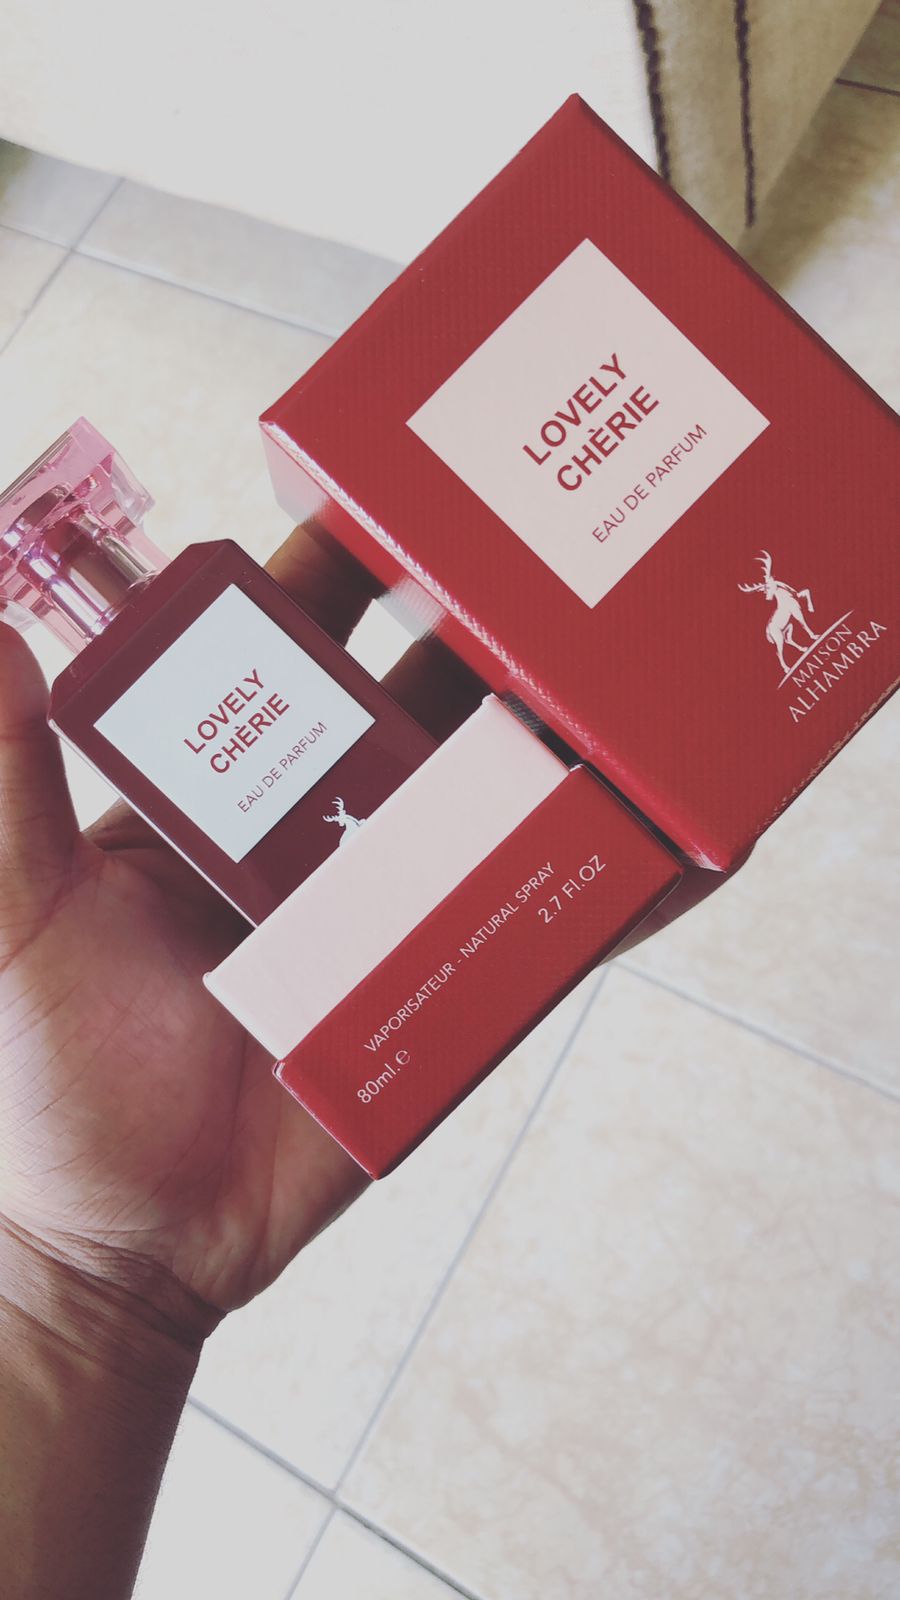 LOVELY
CHÈRIE
EAU DE PARFUM
MAISON
ALHAMBRA
LOVELY
CHÈRIE
EAU DE PARFUM
VAPORISATEUR - NATURAL SPRAY
80ml.℮
2.7 Fl.OZ